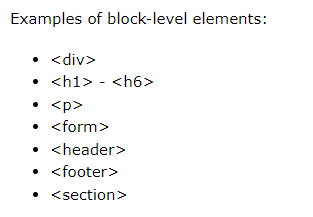 Examples of block-level elements:
• <div>
• <h1> - <h6>
• <p>
• <form>
• <header>
• <footer>
• <section>